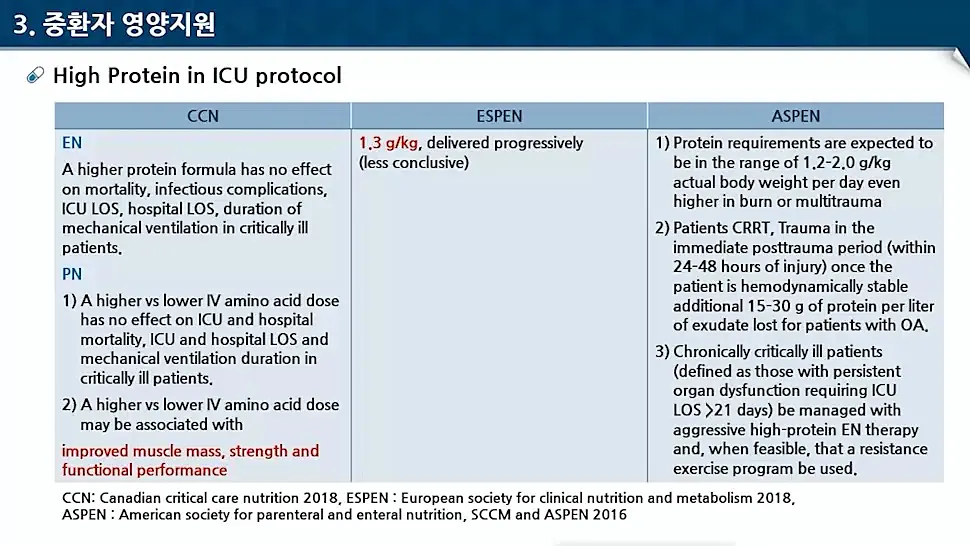 3. 중환자 영양지원
High Protein in ICU protocol
CCN
EN
A higher protein formula has no effect
on mortality, infectious complications,
ICU LOS, hospital LOS, duration of
mechanical ventilation in critically ill
patients.
PN
1) A higher vs lower IV amino acid dose
has no effect on ICU and hospital
mortality, ICU and hospital LOS and
mechanical ventilation duration in
critically ill patients.
2) A higher vs lower IV amino acid dose
may be associated with
improved muscle mass, strength and
functional performance
ESPEN
1.3 g/kg, delivered progressively
(less conclusive)
ASPEN
1) Protein requirements are expected to
be in the range of 1.2-2.0 g/kg
actual body weight per day even
higher in burn or multitrauma
2) Patients CRRT, Trauma in the
immediate posttrauma period (within
24-48 hours of injury) once the
patient is hemodynamically stable
additional 15-30 g of protein per liter
of exudate lost for patients with OA.
3) Chronically critically ill patients
(defined as those with persistent
organ dysfunction requiring ICU
LOS >21 days) be managed with
aggressive high-protein EN therapy
and, when feasible, that a resistance
exercise program be used.
CCN: Canadian critical care nutrition 2018, ESPEN : European society for clinical nutrition and metabolism 2018,
ASPEN : American society for parenteral and enteral nutrition, SCCM and ASPEN 2016